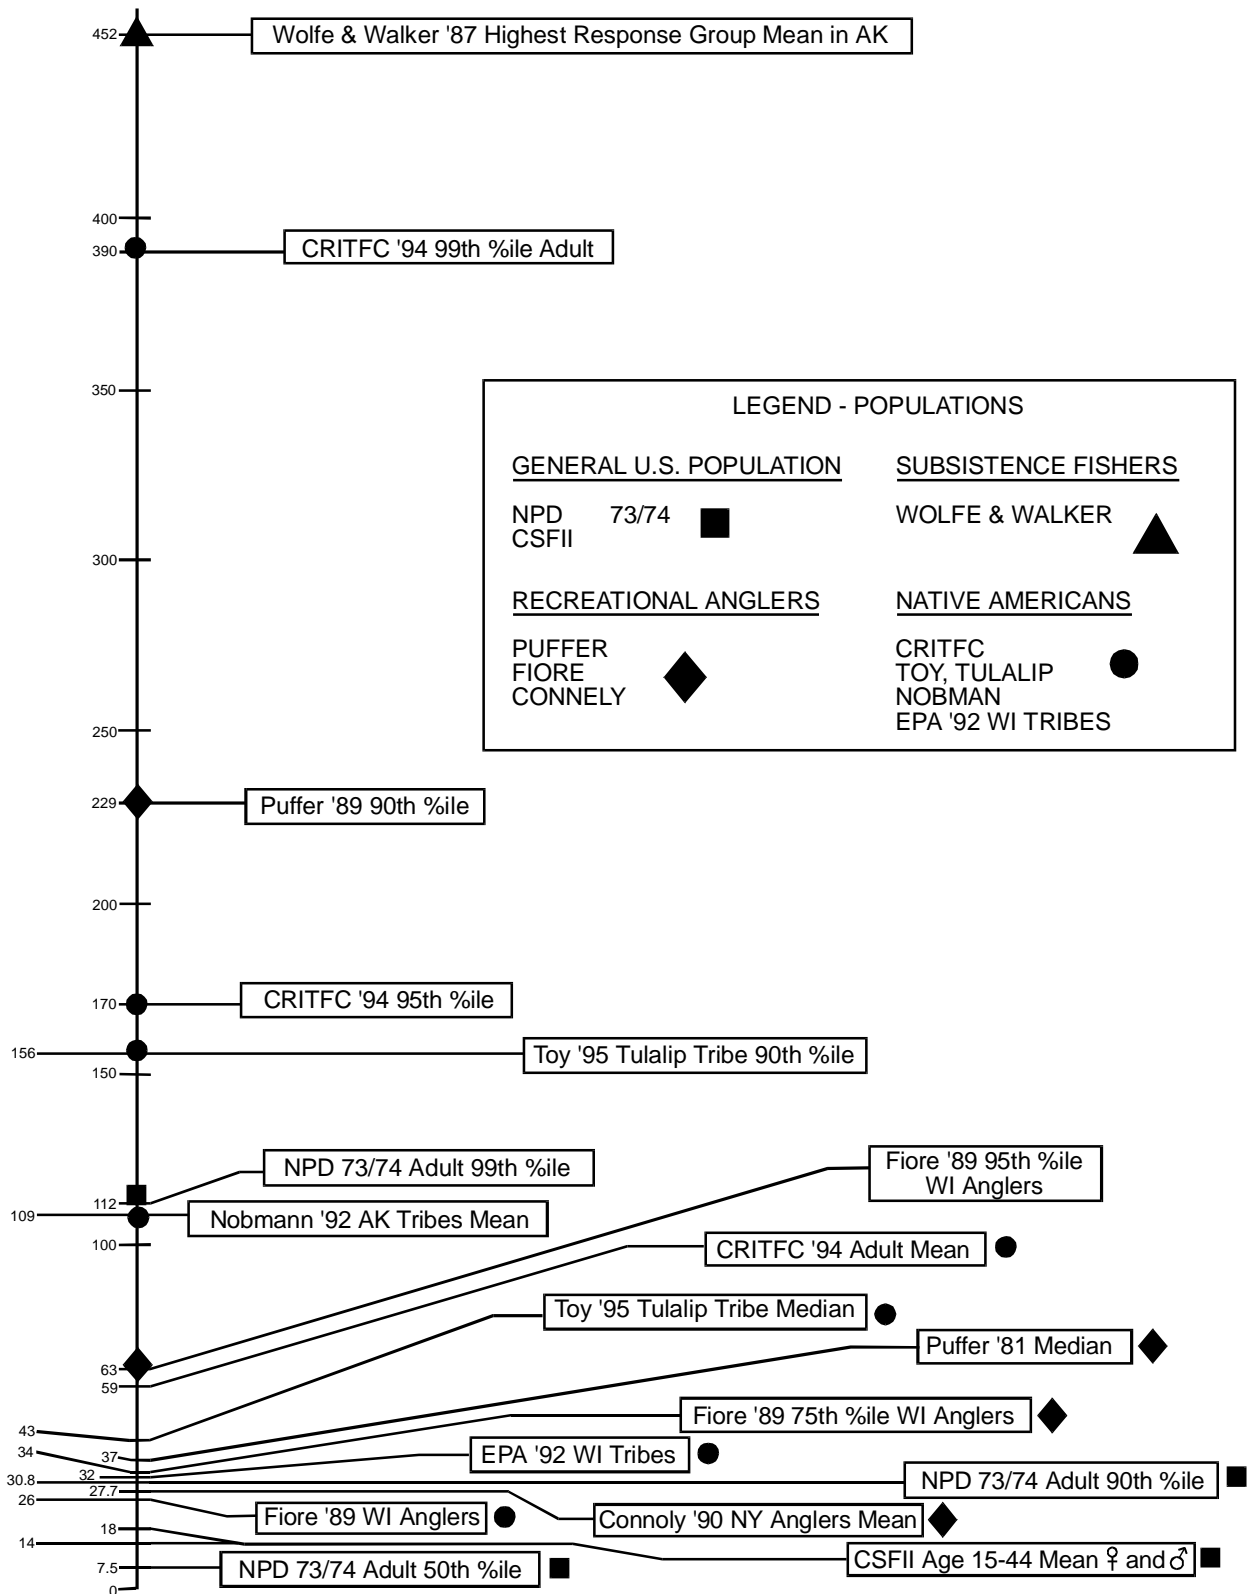 452
Wolfe & Walker '87 Highest Response Group Mean in AK
400
390
CRITFC '94 99th %ile Adult
350
LEGEND - POPULATIONS
GENERAL U.S. POPULATION
NPD 73/74
CSFII
SUBSISTENCE FISHERS
WOLFE & WALKER
RECREATIONAL ANGLERS
PUFFER
FIORE
CONNELY
NATIVE AMERICANS
CRITFC
TOY, TULALIP
NOBMAN
EPA '92 WI TRIBES
300
250
229
Puffer '89 90th %ile
200
170
CRITFC '94 95th %ile
156
Toy '95 Tulalip Tribe 90th %ile
150
NPD 73/74 Adult 99th %ile
Fiore '89 95th %ile
WI Anglers
112
109
Nobmann '92 AK Tribes Mean
100
CRITFC '94 Adult Mean
Toy '95 Tulalip Tribe Median
Puffer '81 Median
63
59
Fiore '89 75th %ile WI Anglers
43
37
34
EPA '92 WI Tribes
32
30.8
NPD 73/74 Adult 90th %ile
27.7
26
Fiore '89 WI Anglers
Connoly '90 NY Anglers Mean
18
14
CSFII Age 15-44 Mean ♀ and ♂
7.5
NPD 73/74 Adult 50th %ile
0